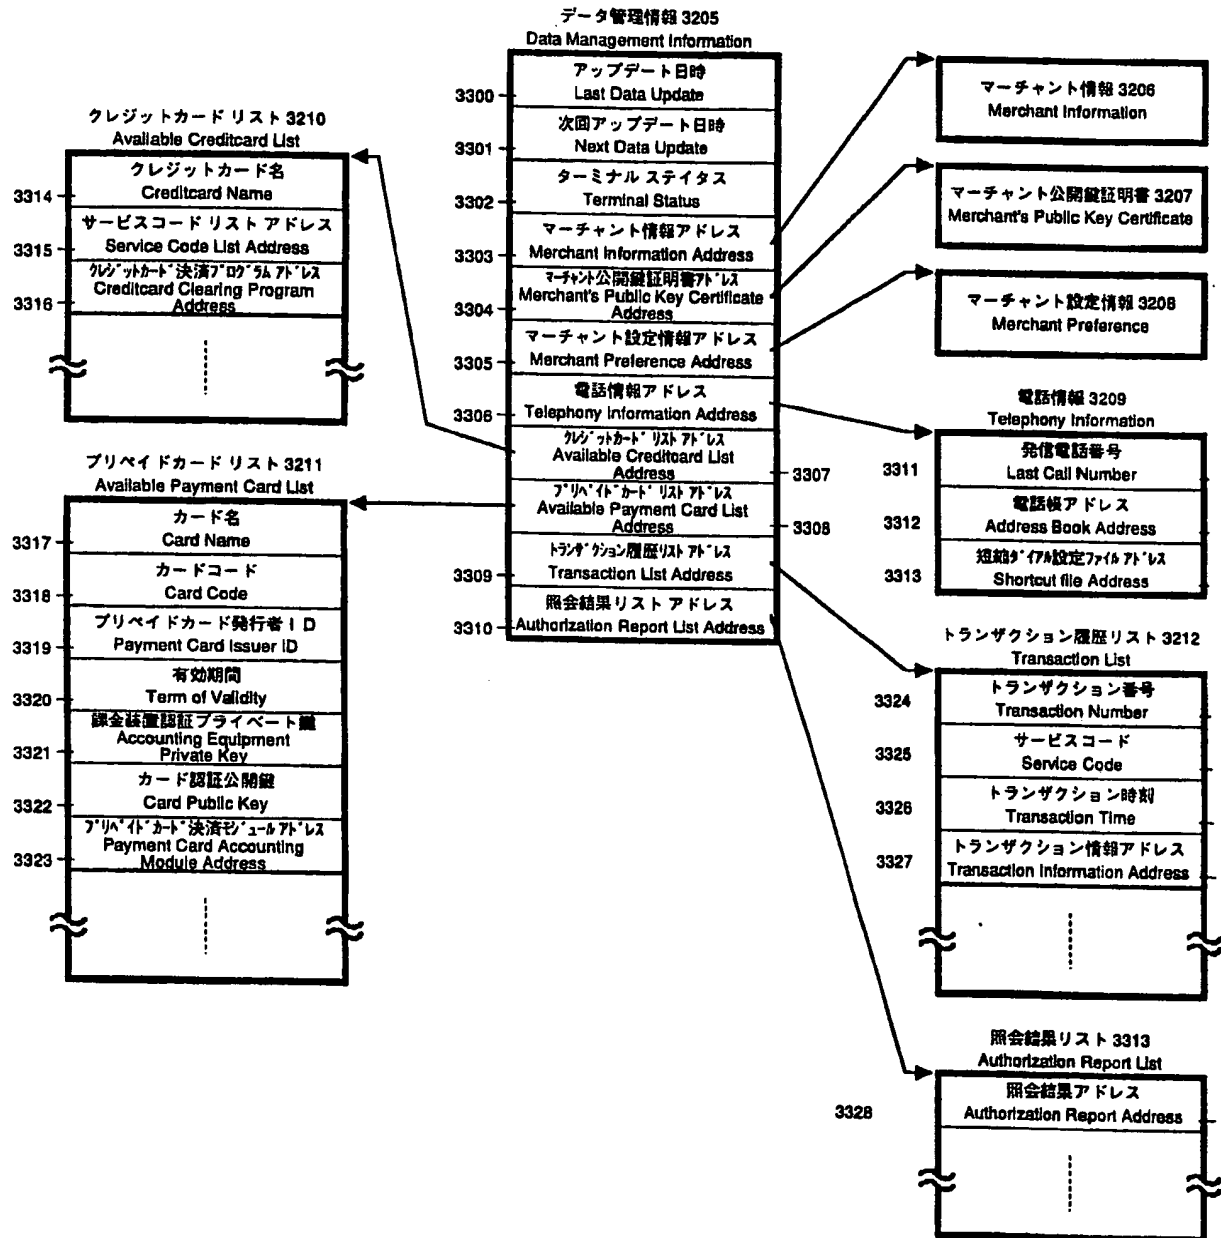 データ管理情報 3205
Data Management Information
アップデート日時
Last Data Update
3300
次回アップデート日時
Next Data Update
3301
ターミナル ステイタス
Terminal Status
3302
マーチャント情報アドレス
Merchant Information Address
3303
マーチャント公開鍵証明書アドレス
Merchant's Public Key Certificate
Address
3304
マーチャント設定情報アドレス
Merchant Preference Address
3305
電話情報アドレス
Telephony Information Address
3306
クレジットカード リスト アドレス
Available Creditcard List
Address
3307
プリペイドカード リスト アドレス
Available Payment Card List
Address
3308
トランザクション履歴リスト アドレス
Transaction List Address
3309
照会結果リスト アドレス
Authorization Report List Address
3310
クレジットカード リスト 3210
Available Creditcard List
クレジットカード名
Creditcard Name
3314
サービスコード リスト アドレス
Service Code List Address
3315
クレジットカード決済プログラム アドレス
Creditcard Clearing Program
Address
3316
プリペイドカード リスト 3211
Available Payment Card List
カード名
Card Name
3317
カードコード
Card Code
3318
プリペイドカード発行者ID
Payment Card Issuer ID
3319
有効期間
Term of Validity
3320
課金装置認証プライベート鍵
Accounting Equipment
Private Key
3321
カード認証公開鍵
Card Public Key
3322
プリペイドカード決済モジュールアドレス
Payment Card Accounting
Module Address
3323
マーチャント情報 3206
Merchant Information
マーチャント公開鍵証明書 3207
Merchant's Public Key Certificate
マーチャント設定情報 3208
Merchant Preference
電話情報 3209
Telephony Information
発信電話番号
Last Call Number
3311
電話帳アドレス
Address Book Address
3312
短縮ダイアル設定ファイル アドレス
Shortcut file Address
3313
トランザクション履歴リスト 3212
Transaction List
トランザクション番号
Transaction Number
3324
サービスコード
Service Code
3325
トランザクション時刻
Transaction Time
3326
トランザクション情報アドレス
Transaction Information Address
3327
照会結果リスト 3313
Authorization Report List
照会結果アドレス
Authorization Report Address
3328